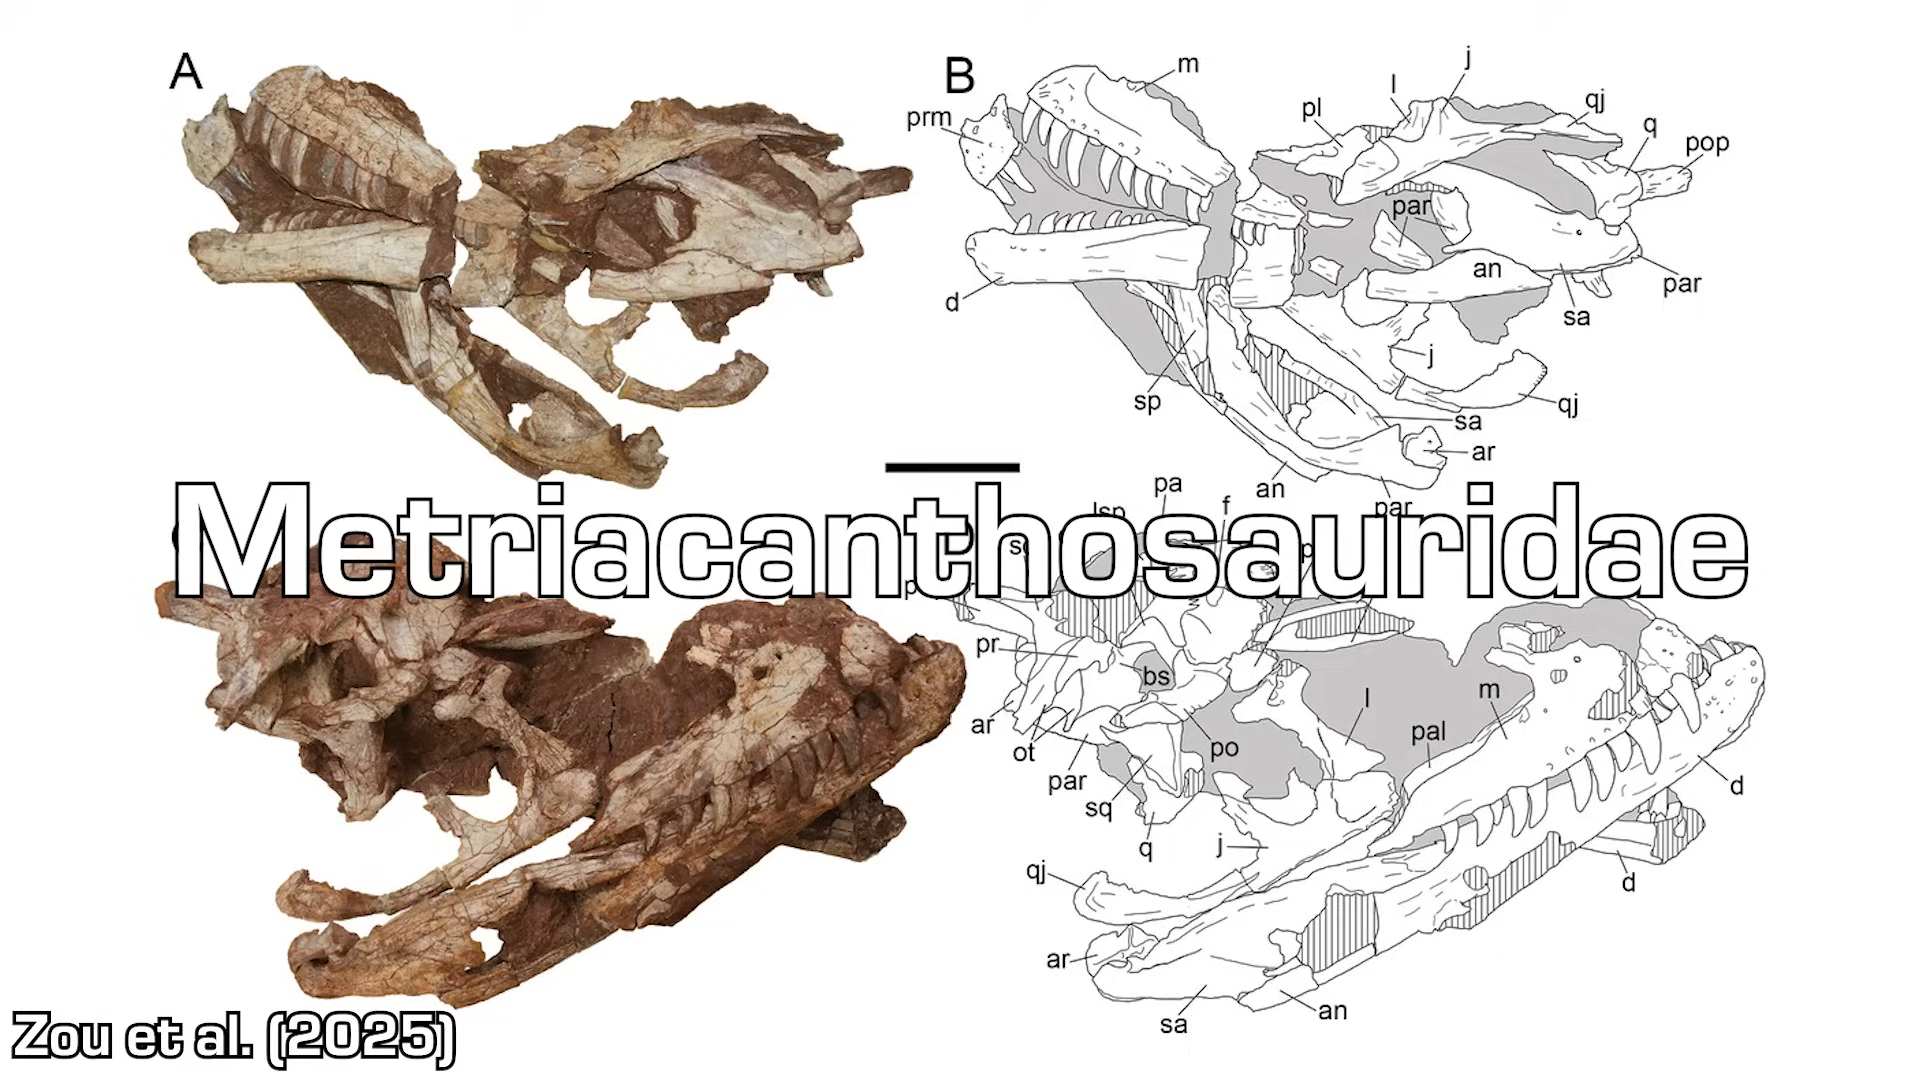 A
B
m
j
l
pl
qj
prm
q
pop
par
an
par
d
sa
j
sp
qj
sa
ar
an
par
pa
f
lsp
Metriacanthosauridae
pr
bs
ar
l
m
pal
ot
po
par
d
sq
q
j
qj
d
ar
an
sa
Zou et al. (2025)